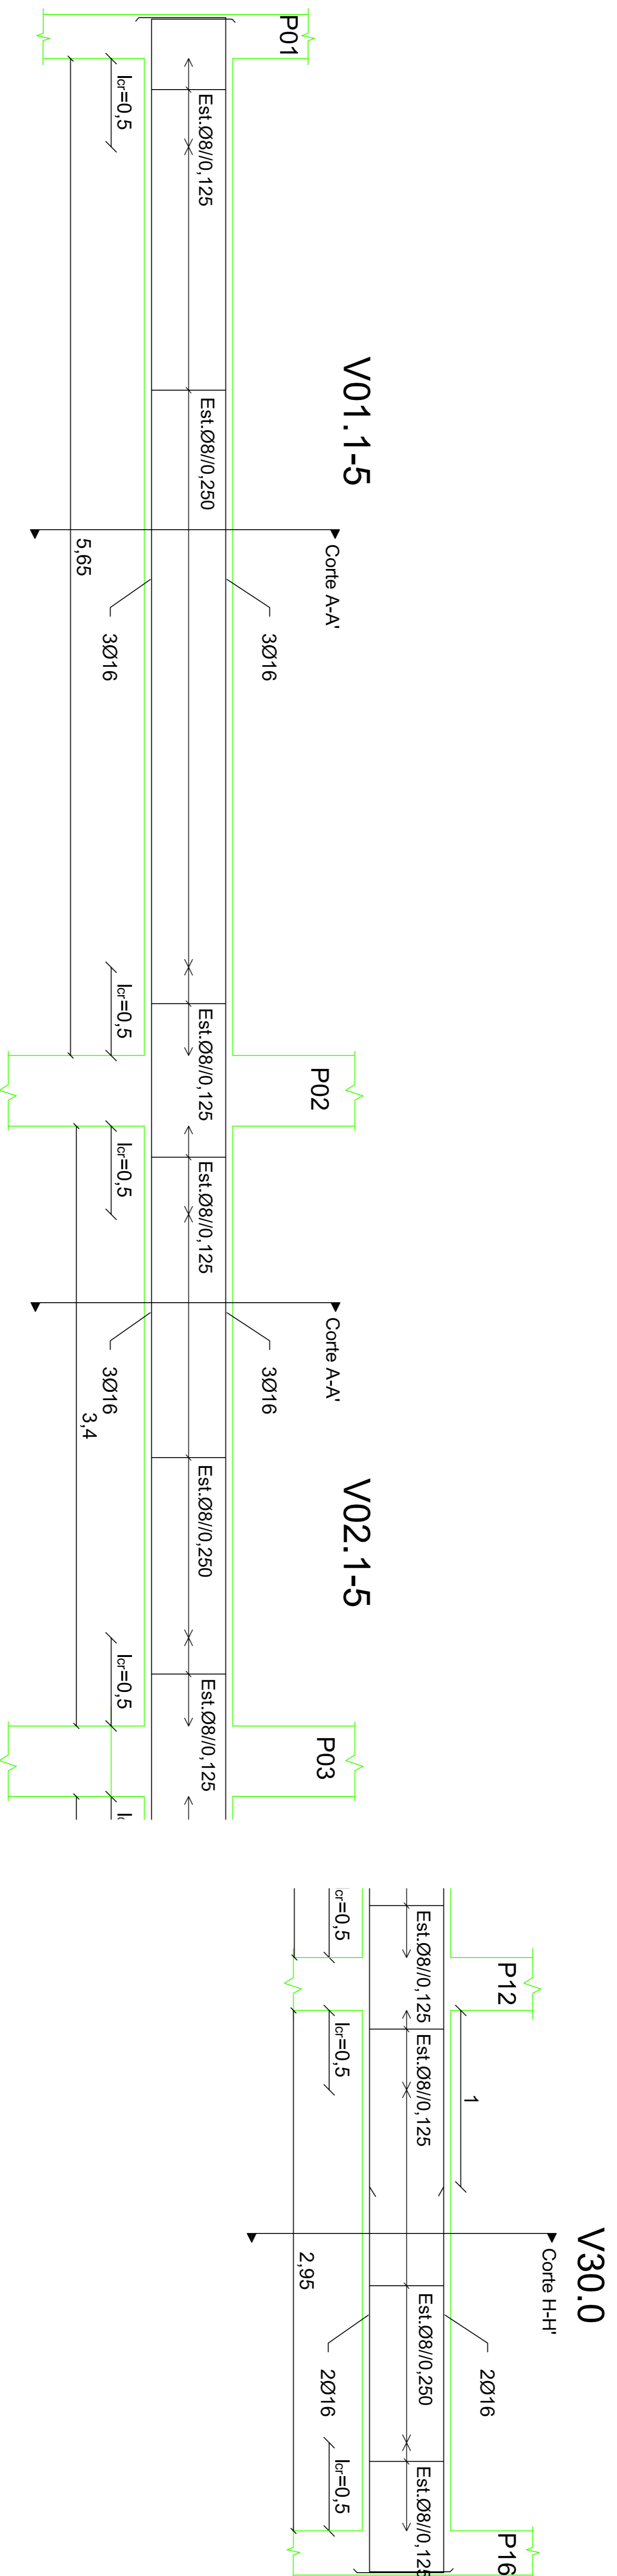 V01.1-5
P01
lcr=0,5
Est.Ø8//0,125
Est.Ø8//0,250
Corte A-A'
5,65
3Ø16
3Ø16
lcr=0,5
Est.Ø8//0,125
P02
V02.1-5
lcr=0,5
Est.Ø8//0,125
Corte A-A'
3Ø16
3Ø16
3,4
Est.Ø8//0,250
lcr=0,5
Est.Ø8//0,125
P03
V30.0
cr=0,5
Est.Ø8//0,125
P12
lcr=0,5
Est.Ø8//0,125
1
Corte H-H'
2,95
2Ø16
2Ø16
Est.Ø8//0,250
lcr=0,5
Est.Ø8//0,125
P16